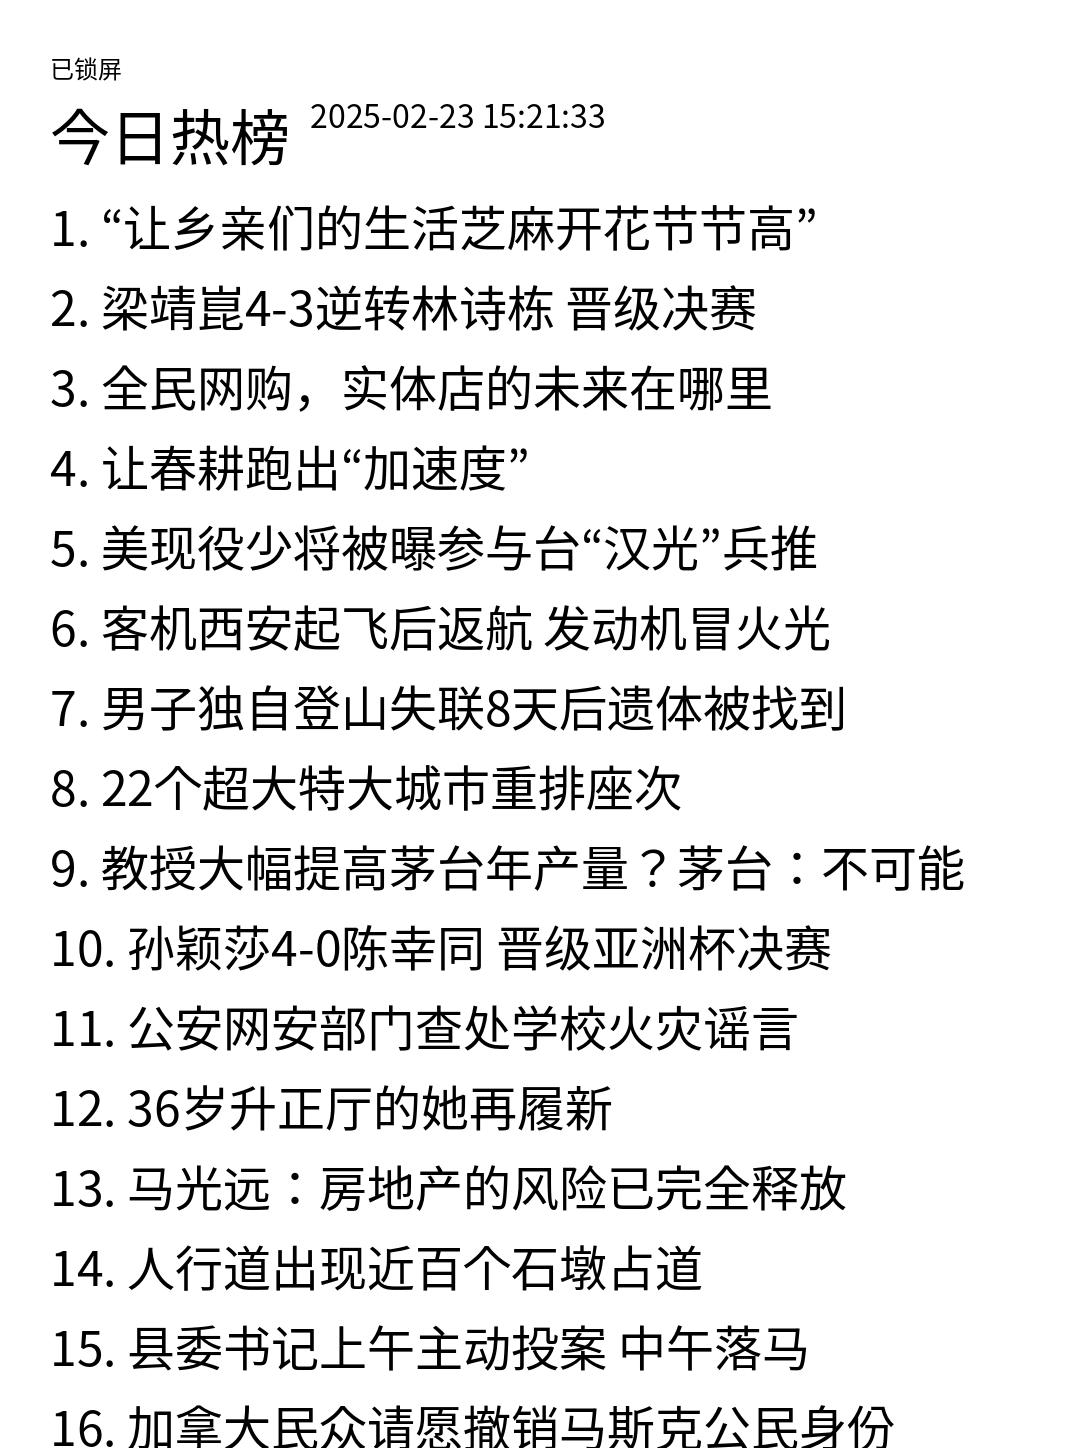 已锁屏
今日热榜 2025-02-23 15:21:33
1. “让乡亲们的生活芝麻开花节节高”
2. 梁靖崑4-3逆转林诗栋 晋级决赛
3. 全民网购，实体店的未来在哪里
4. 让春耕跑出“加速度”
5. 美现役少将被曝参与台“汉光”兵推
6. 客机西安起飞后返航 发动机冒火光
7. 男子独自登山失联8天后遗体被找到
8. 22个超大特大城市重排座次
9. 教授大幅提高茅台年产量？茅台：不可能
10. 孙颖莎4-0陈幸同 晋级亚洲杯决赛
11. 公安网安部门查处学校火灾谣言
12. 36岁升正厅的她再履新
13. 马光远：房地产的风险已完全释放
14. 人行道出现近百个石墩占道
15. 县委书记上午主动投案 中午落马
16. 加拿大民众请愿撤销马斯克公民身份